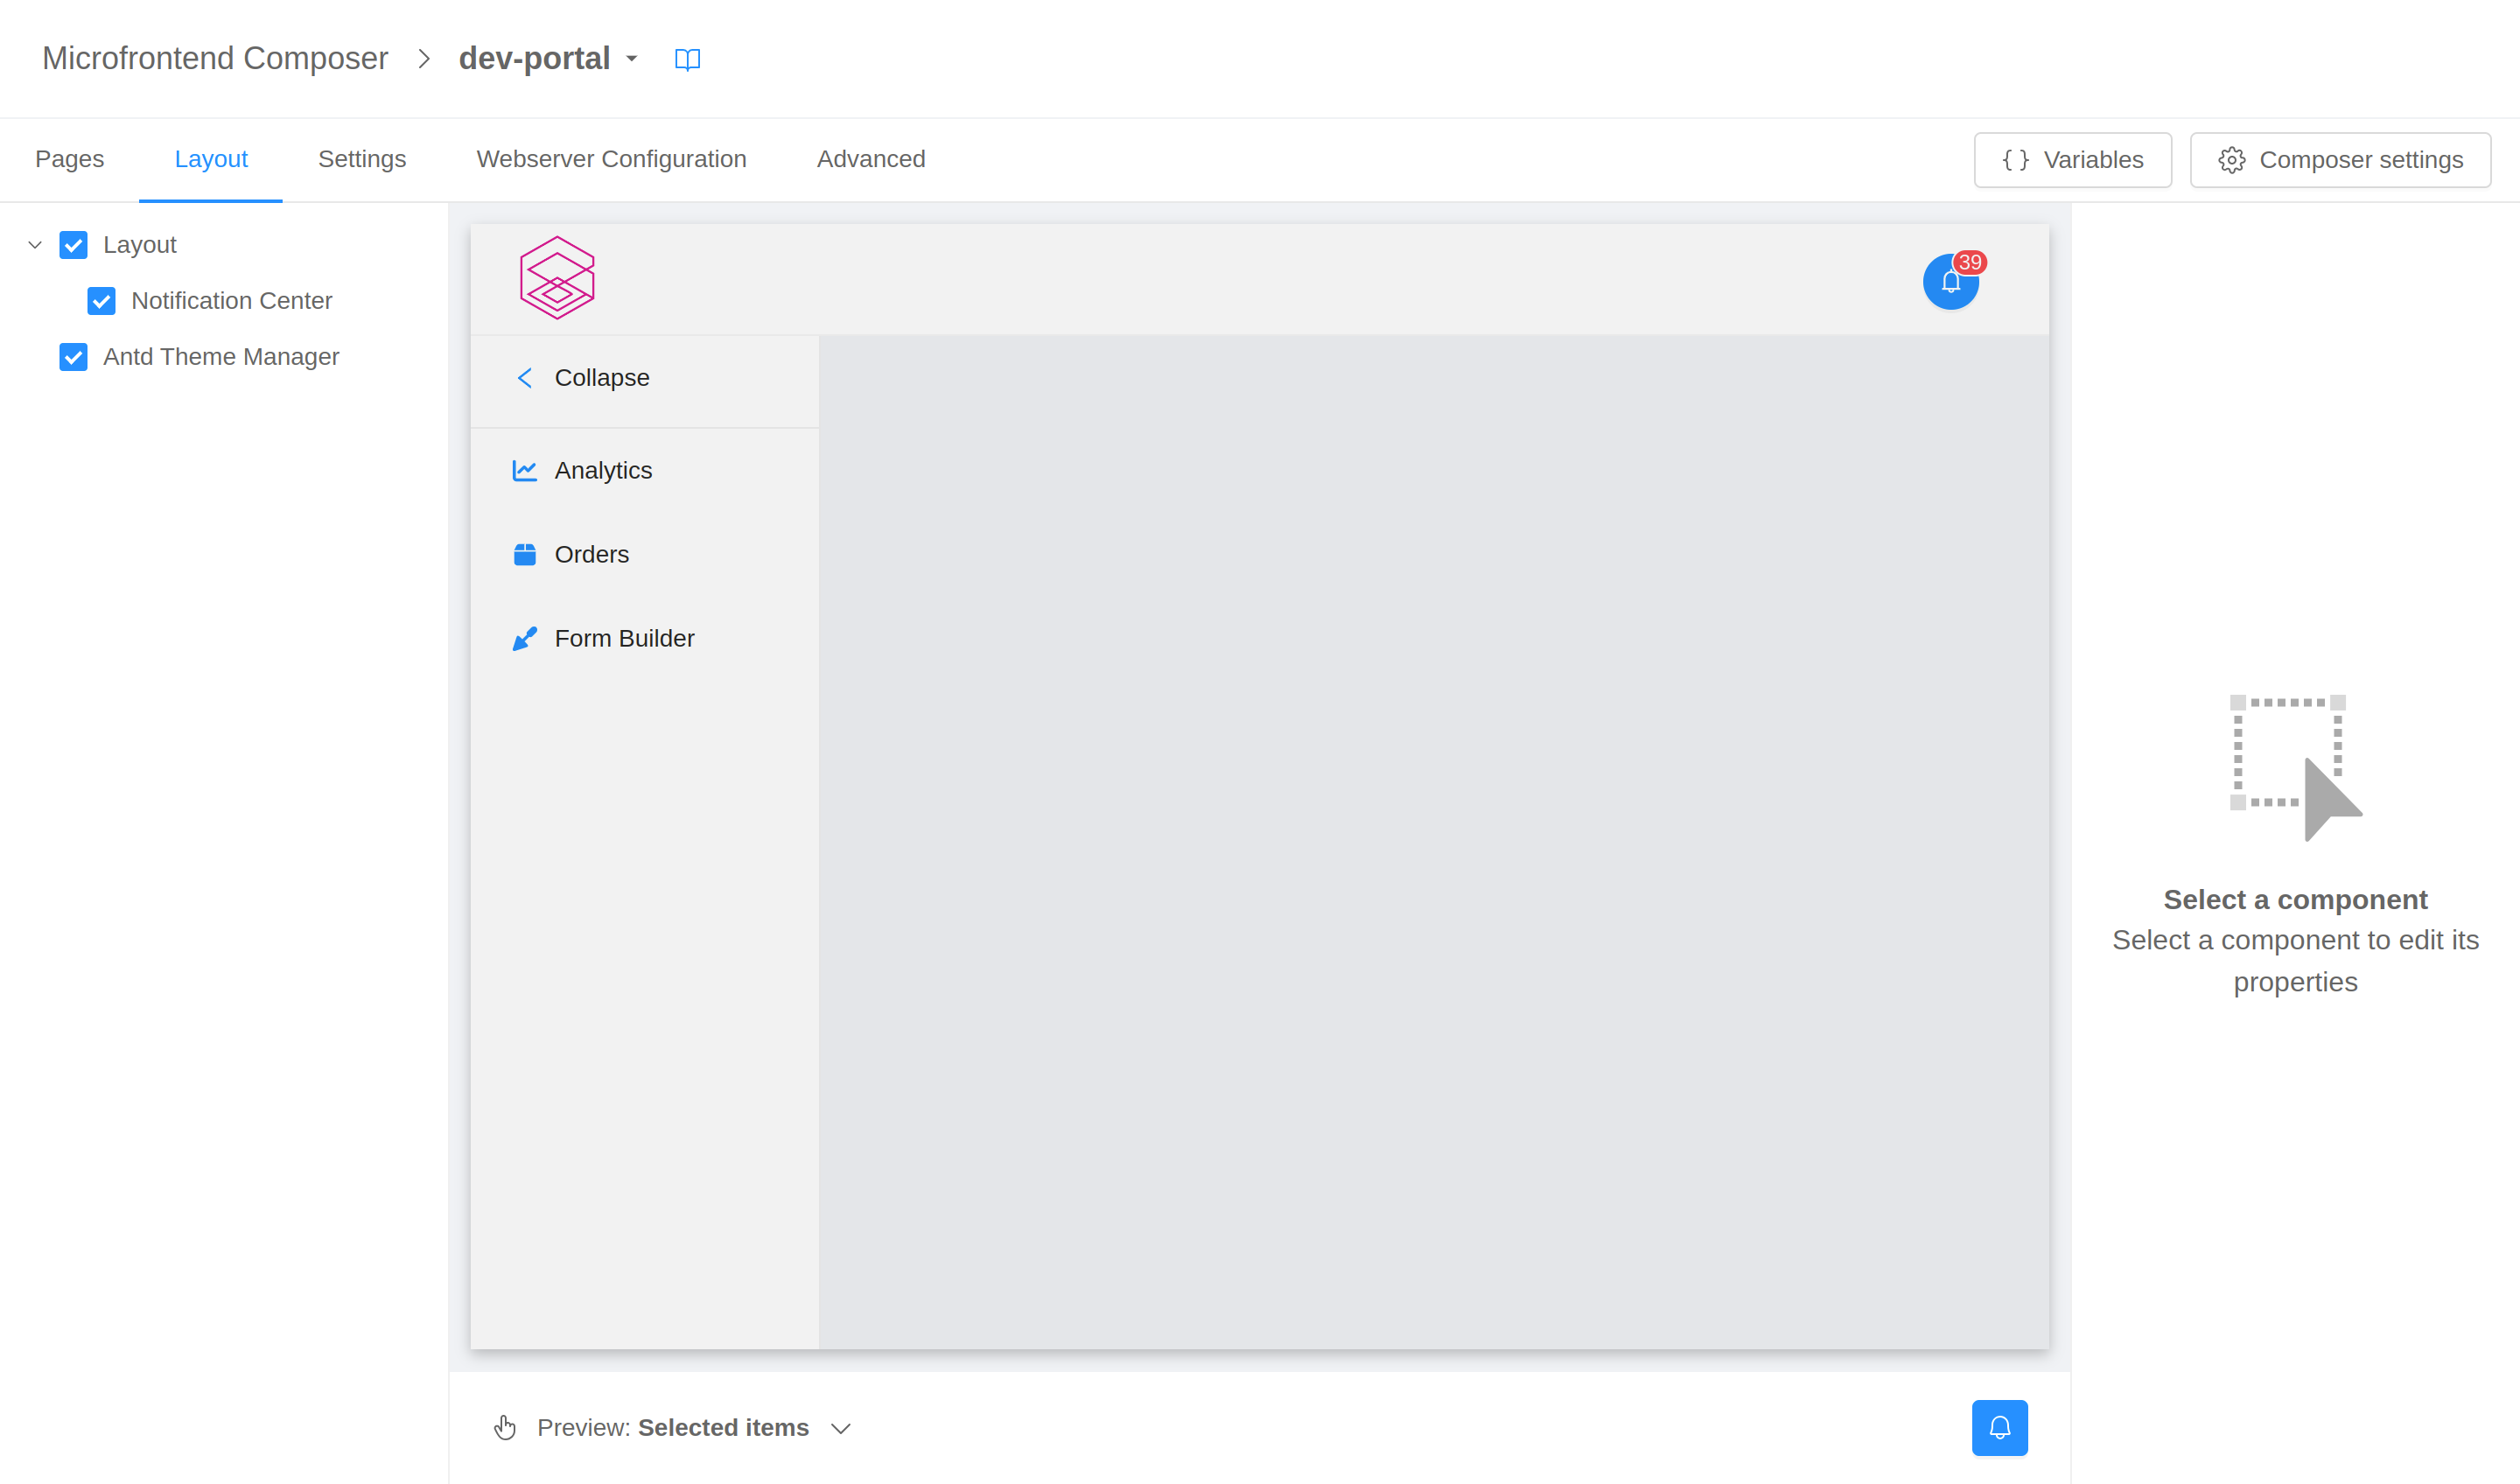 Microfrontend Composer dev-portal
Pages Layout Settings Webserver Configuration Advanced Variables Composer settings
Layout
Notification Center
Antd Theme Manager
39
Collapse
Analytics
Orders
Form Builder
Select a component
Select a component to edit its
properties
Preview: Selected items